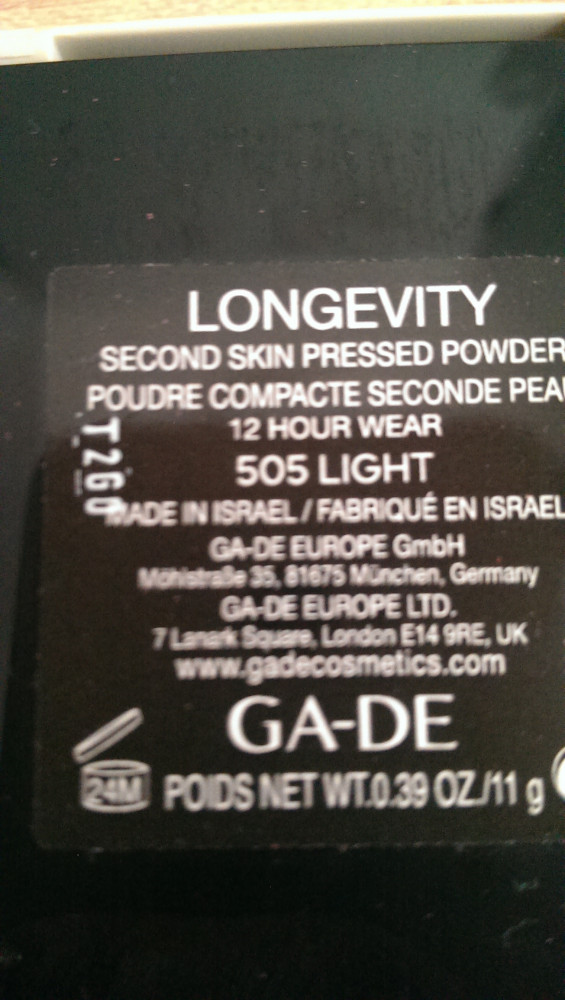 LONGEVITY
SECOND SKIN PRESSED POWDER
POUDRE COMPACTE SECONDE PEA
12 HOUR WEAR
505 LIGHT
MADE IN ISRAEL / FABRIQUÉ EN ISRAEL
GA-DE EUROPE GmbH
Möhlstraße 35, 81675 München, Germany
GA-DE EUROPE LTD.
7 Lanark Square, London E14 9RE, UK
www.gadecosmetics.com
GA-DE
24M POIDS NET WT.0.39 OZ./11 g
T260